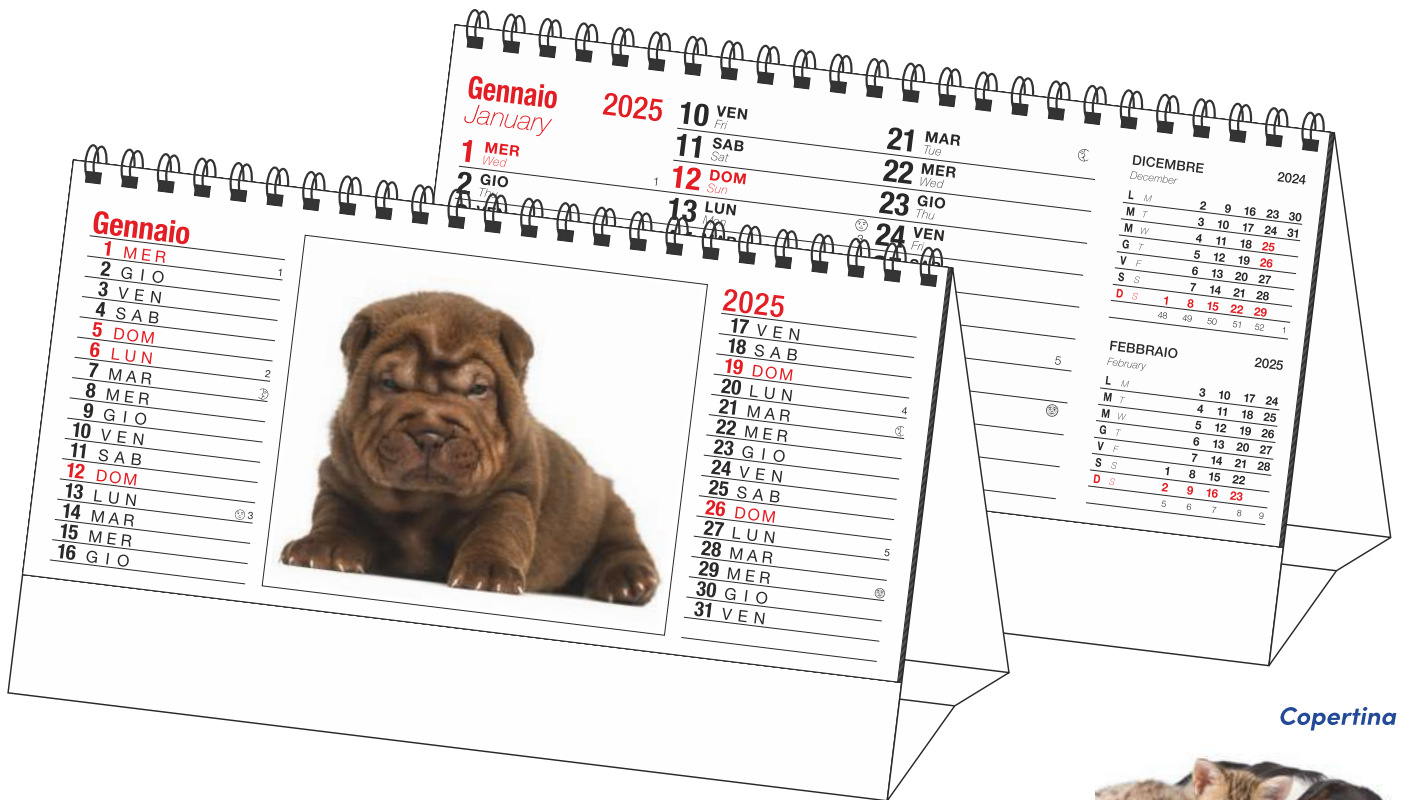 Gennaio
January
2025
1 MER
Wed
1
2 GIO
Thu
10 VEN
Fri
11 SAB
Sat
12 DOM
Sun
13 LUN
Mon
21 MAR
Tue
22 MER
Wed
23 GIO
Thu
24 VEN
Fri
5
DICEMBRE
December
2024
L M 2 9 16 23 30
M T 3 10 17 24 31
M W 4 11 18 25
G T 5 12 19 26
V F 6 13 20 27
S S 7 14 21 28
D S 1 8 15 22 29
48 49 50 51 52 1
FEBBRAIO
February
2025
L M 3 10 17 24
M T 4 11 18 25
M W 5 12 19 26
G T 6 13 20 27
V F 7 14 21 28
S S 1 8 15 22
D S 2 9 16 23
5 6 7 8 9
Gennaio
1 MER 1
2 GIO
3 VEN
4 SAB
5 DOM
6 LUN 2
7 MAR
8 MER
9 GIO
10 VEN
11 SAB
12 DOM
13 LUN 3
14 MAR
15 MER
16 GIO
2025
17 VEN
18 SAB
19 DOM
20 LUN 4
21 MAR
22 MER
23 GIO
24 VEN
25 SAB
26 DOM
27 LUN 5
28 MAR
29 MER
30 GIO
31 VEN
Copertina